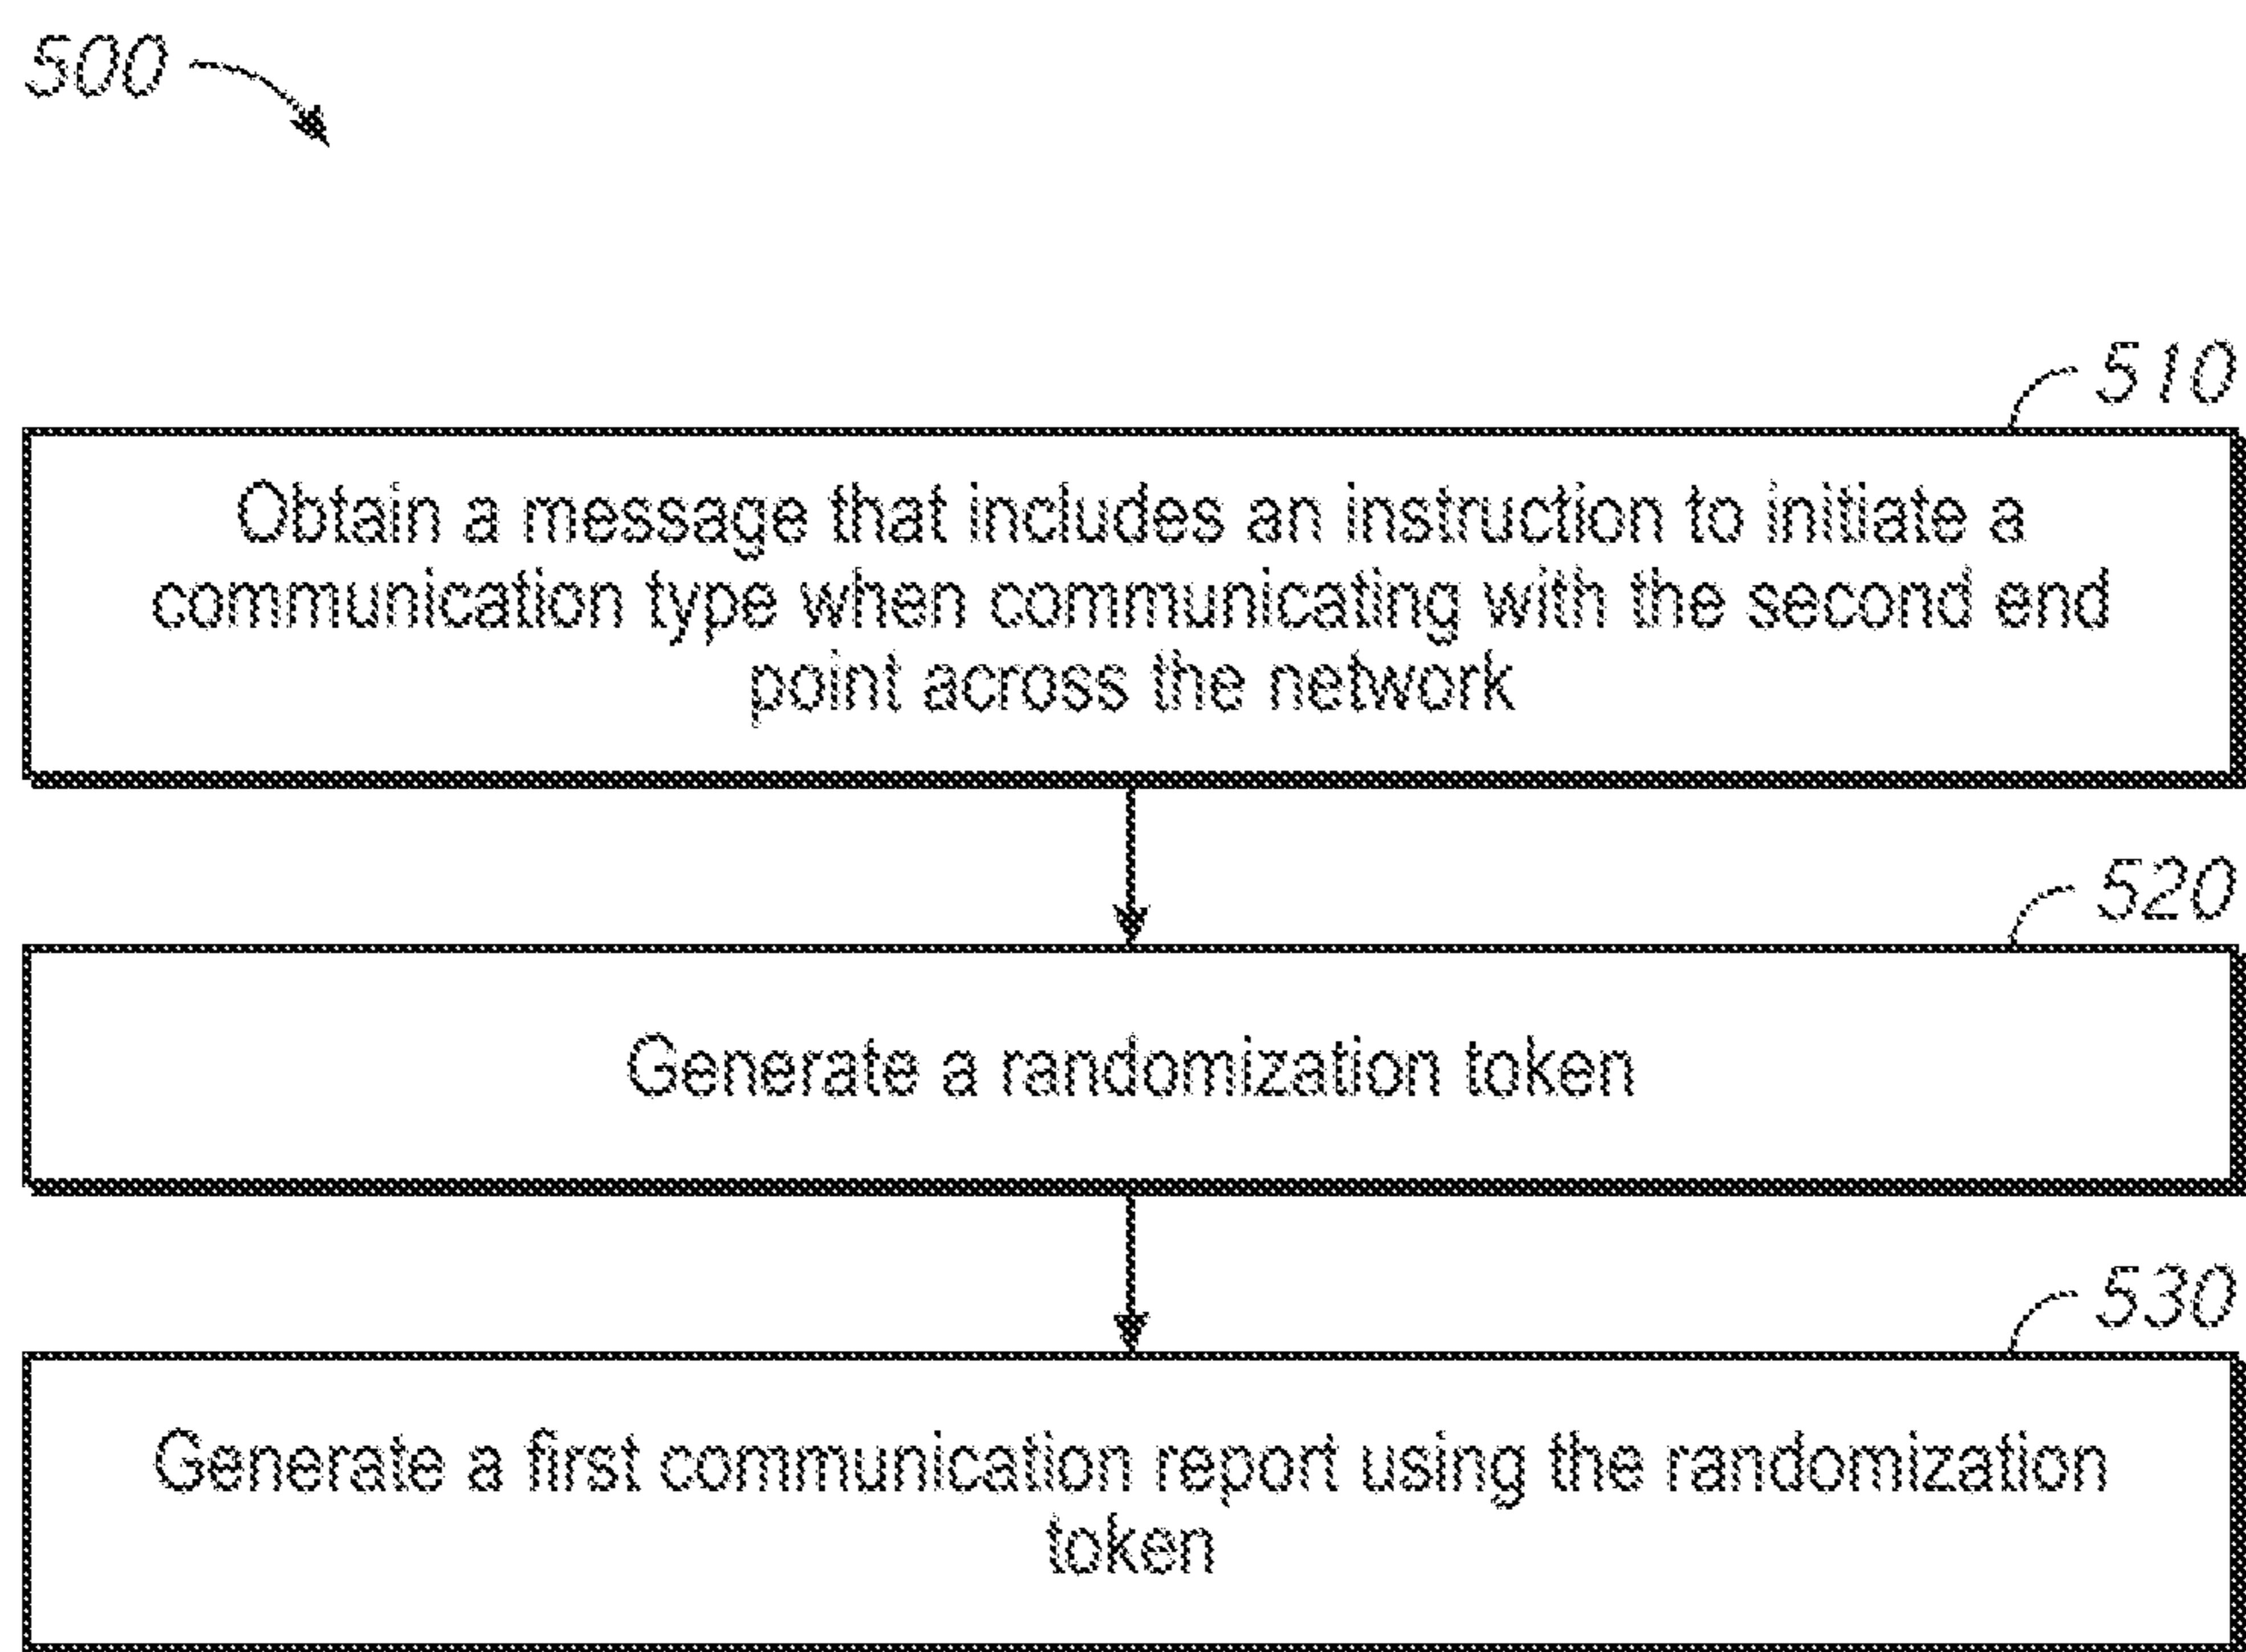 500
510
Obtain a message that includes an instruction to initiate a
communication type when communicating with the second end
point across the network
520
Generate a randomization token
530
Generate a first communication report using the randomization
token